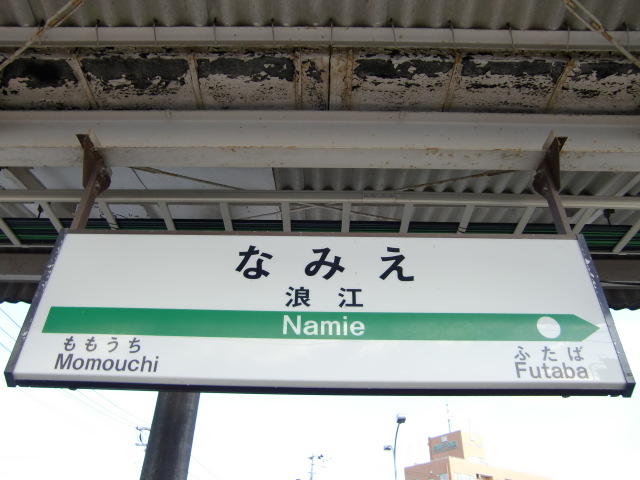 なみえ
浪江
Namie
ももうち
Momouchi
ふたば
Futaba